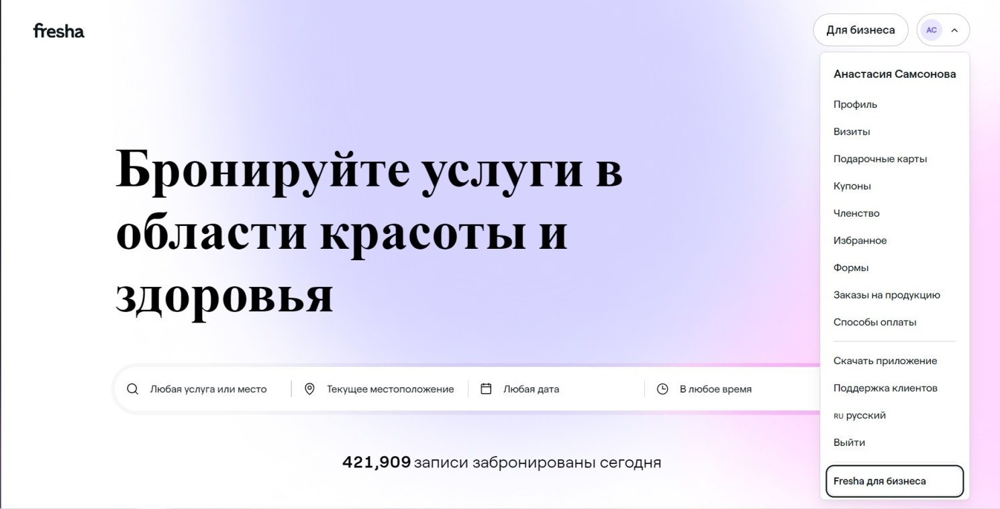 fresha
Для бизнеса
АС
Анастасия Самсонова
Профиль
Визиты
Подарочные карты
Купоны
Членство
Избранное
Формы
Заказы на продукцию
Способы оплаты
Скачать приложение
Поддержка клиентов
RU русский
Выйти
Fresha для бизнеса
Бронируйте услуги в
области красоты и
здоровья
Любая услуга или место
Текущее местоположение
Любая дата
В любое время
421,909 записи забронированы сегодня